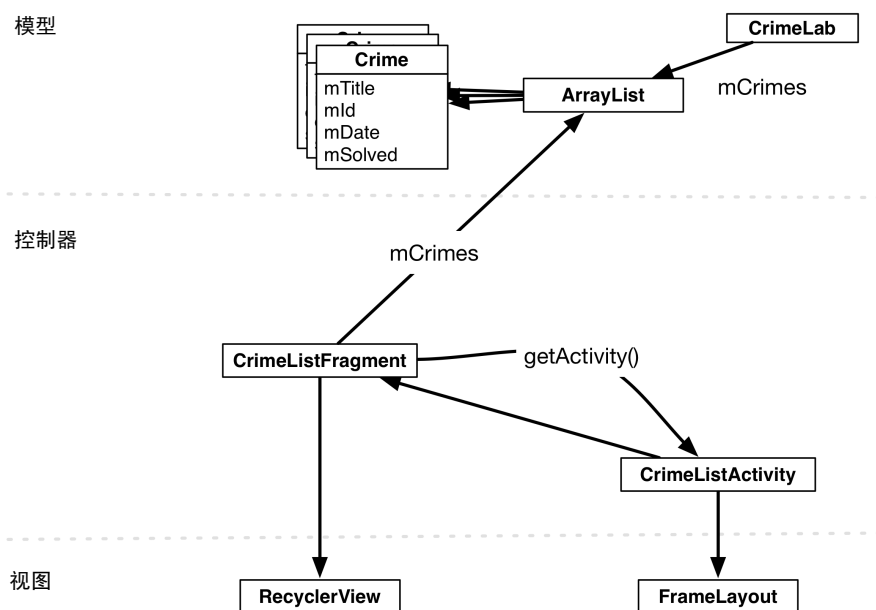 模型
CrimeLab
Crime
mTitle
mId
mDate
mSolved
ArrayList
mCrimes
控制器
mCrimes
CrimeListFragment
getActivity()
CrimeListActivity
视图
RecyclerView
FrameLayout